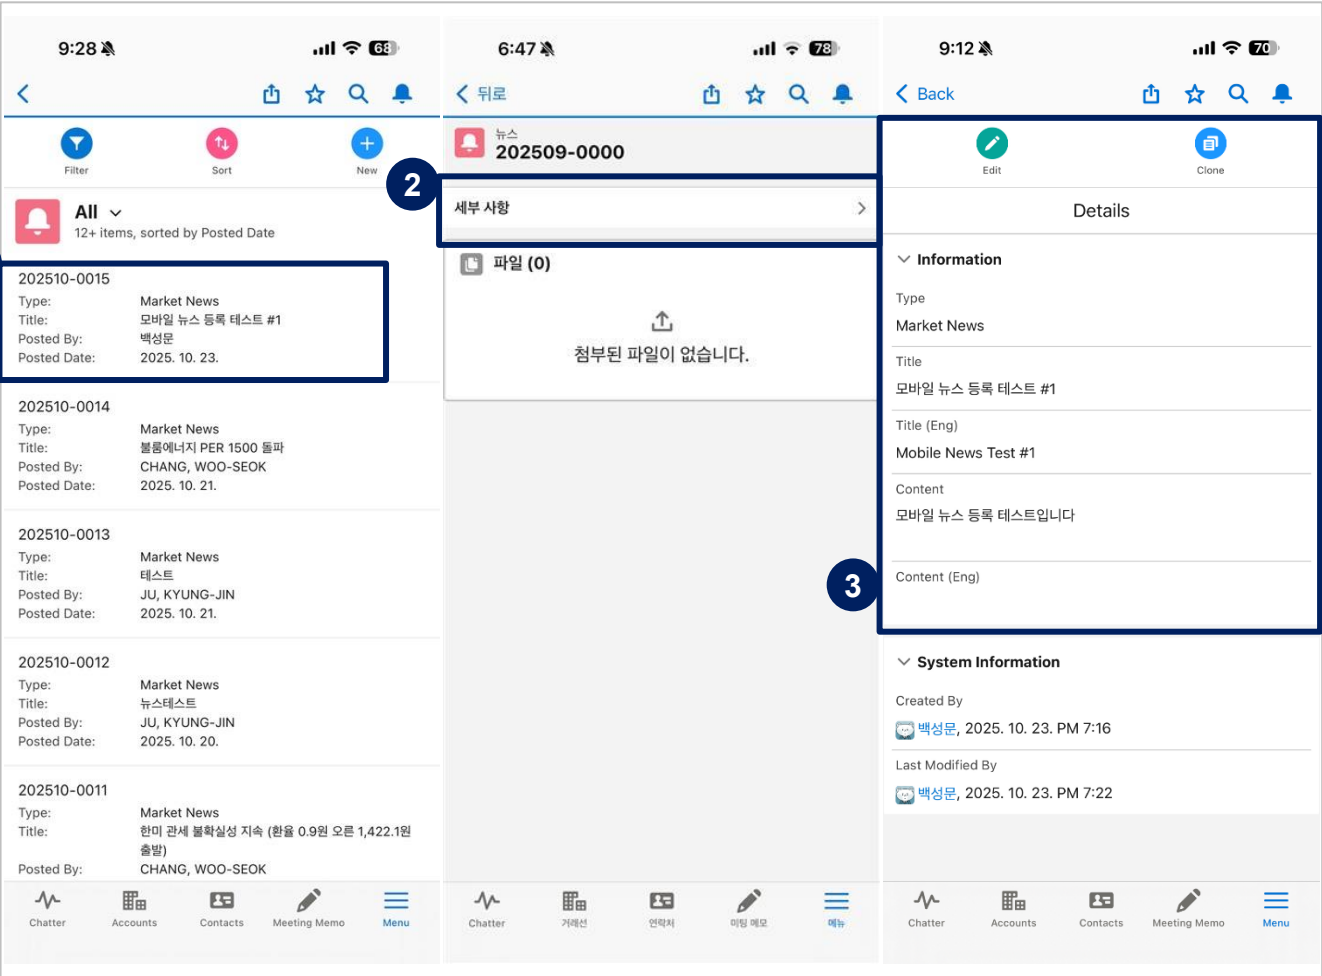 9:28
68
Filter
Sort
New
All
12+ items, sorted by Posted Date
202510-0015
Type: Market News
Title: 모바일 뉴스 등록 테스트 #1
Posted By: 백성문
Posted Date: 2025. 10. 23.
202510-0014
Type: Market News
Title: 불룸에너지 PER 1500 돌파
Posted By: CHANG, WOO-SEOK
Posted Date: 2025. 10. 21.
202510-0013
Type: Market News
Title: 테스트
Posted By: JU, KYUNG-JIN
Posted Date: 2025. 10. 21.
202510-0012
Type: Market News
Title: 뉴스테스트
Posted By: JU, KYUNG-JIN
Posted Date: 2025. 10. 20.
202510-0011
Type: Market News
Title: 한미 관세 불확실성 지속 (환율 0.9원 오른 1,422.1원
출발)
Posted By: CHANG, WOO-SEOK
Chatter
Accounts
Contacts
Meeting Memo
Menu
6:47
78
뒤로
뉴스
202509-0000
2
세부 사항
파일 (0)
첨부된 파일이 없습니다.
Chatter
거래선
연락처
미팅 메모
메뉴
9:12
70
Back
Edit
Clone
Details
Information
Type
Market News
Title
모바일 뉴스 등록 테스트 #1
Title (Eng)
Mobile News Test #1
Content
모바일 뉴스 등록 테스트입니다
3
Content (Eng)
System Information
Created By
백성문, 2025. 10. 23. PM 7:16
Last Modified By
백성문, 2025. 10. 23. PM 7:22
Chatter
Accounts
Contacts
Meeting Memo
Menu